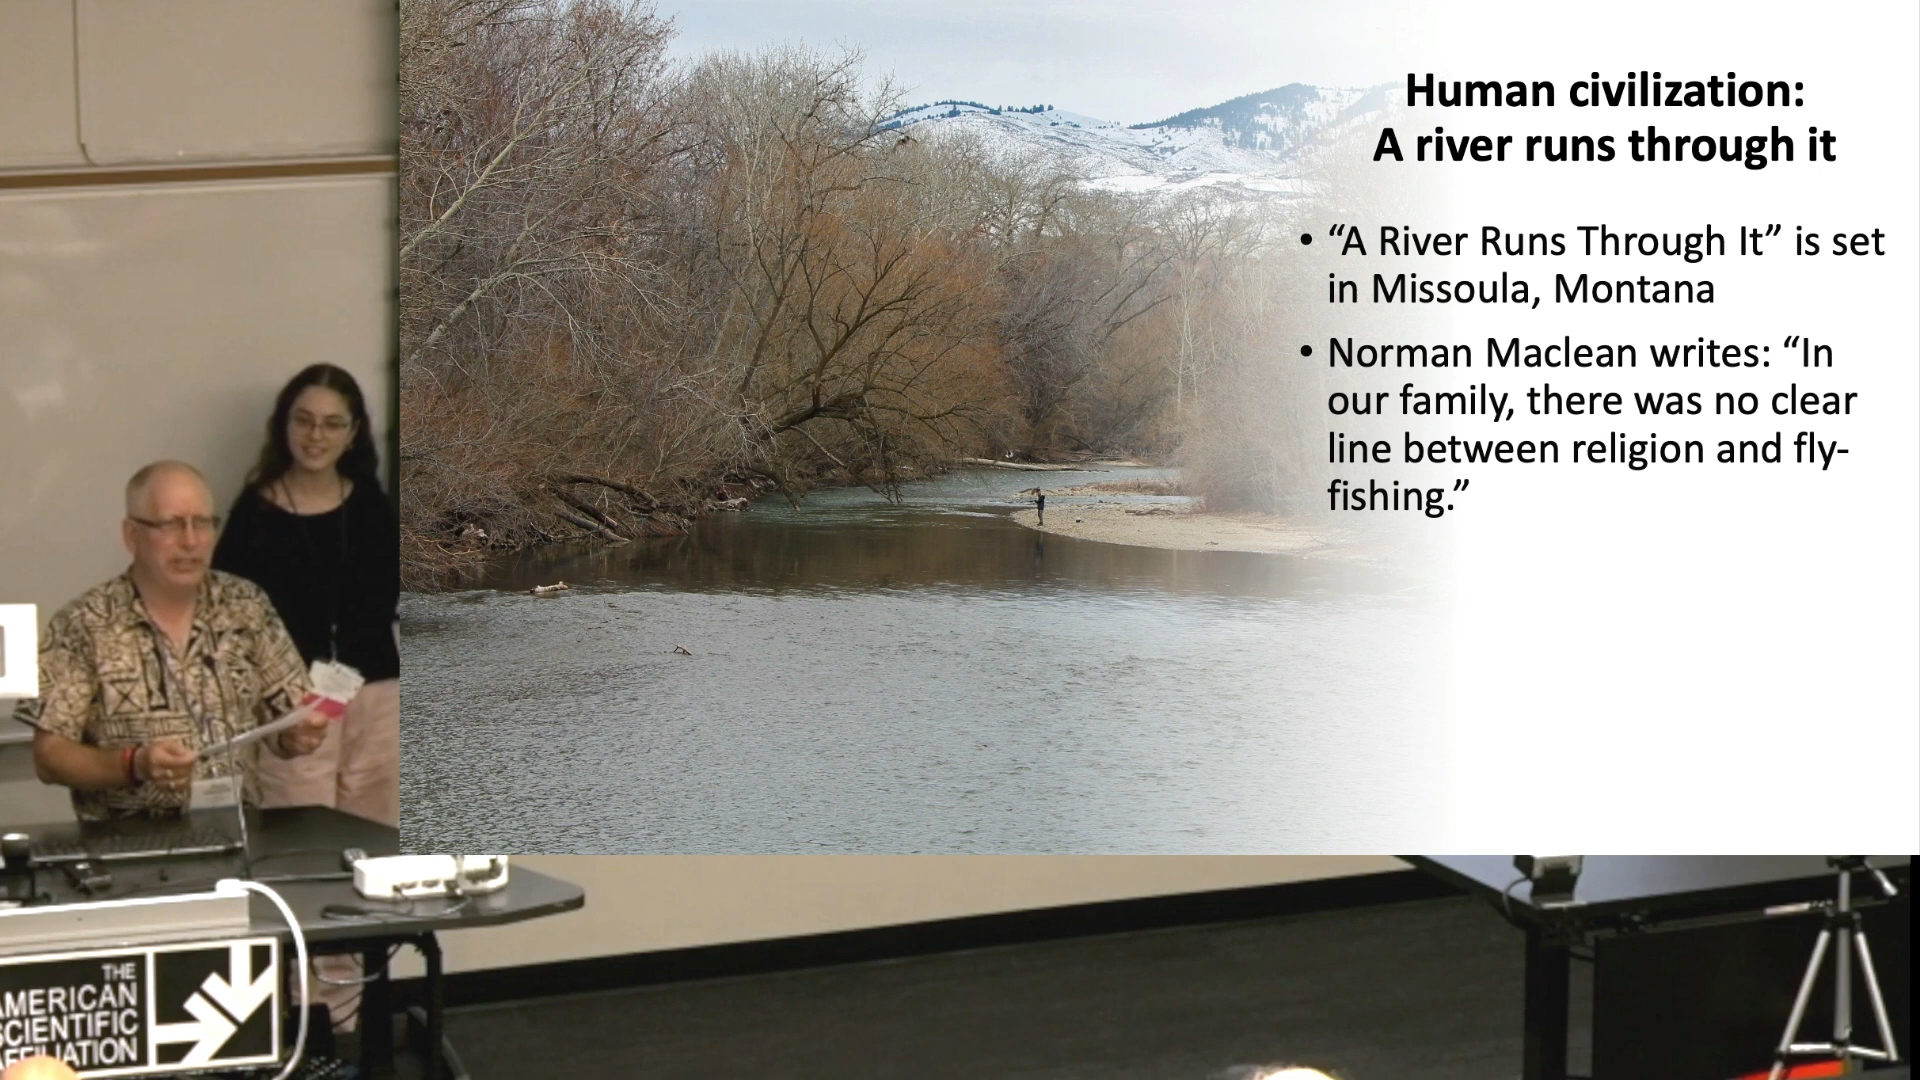 Human civilization:
A river runs through it
• “A River Runs Through It” is set
in Missoula, Montana
• Norman Maclean writes: “In
our family, there was no clear
line between religion and fly-
fishing.”
THE
AMERICAN
SCIENTIFIC
AFFILIATION